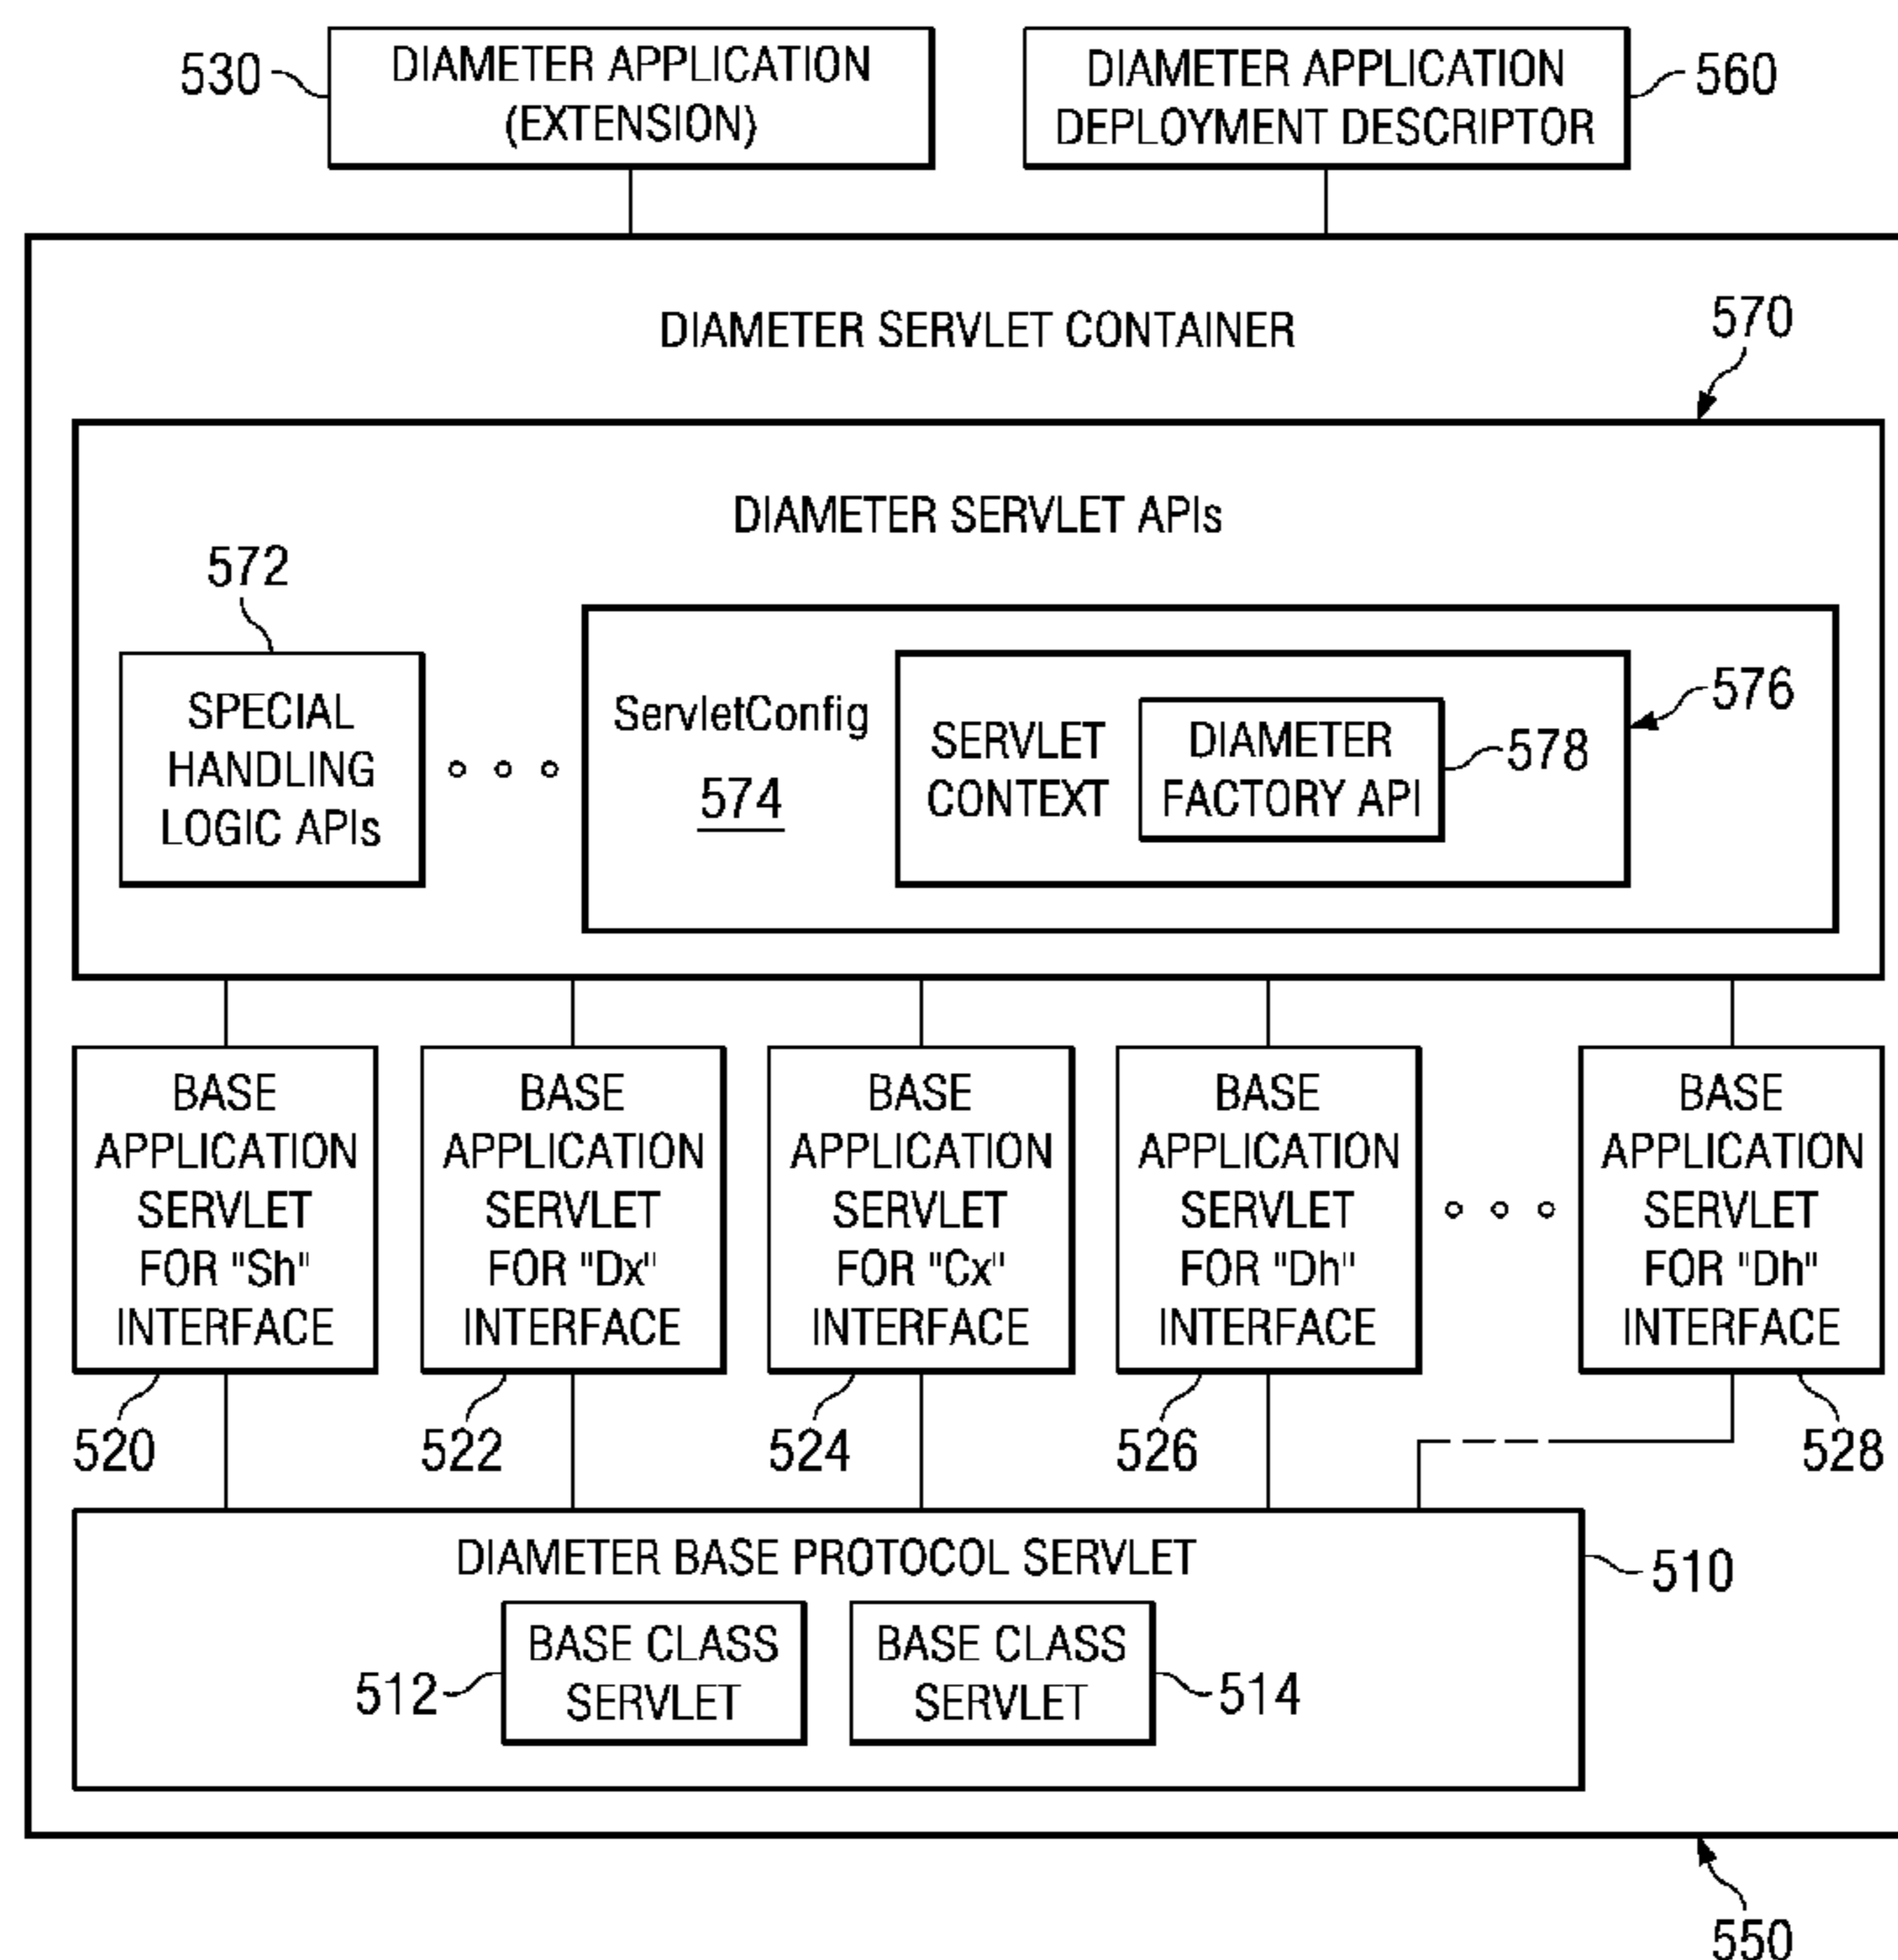 530
DIAMETER APPLICATION
(EXTENSION)
DIAMETER APPLICATION
DEPLOYMENT DESCRIPTOR
560
DIAMETER SERVLET CONTAINER
570
DIAMETER SERVLET APIs
572
SPECIAL
HANDLING
LOGIC APIs
ServletConfig
574
SERVLET
CONTEXT
DIAMETER
FACTORY API
578
576
BASE
APPLICATION
SERVLET
FOR "Sh"
INTERFACE
520
BASE
APPLICATION
SERVLET
FOR "Dx"
INTERFACE
522
BASE
APPLICATION
SERVLET
FOR "Cx"
INTERFACE
524
BASE
APPLICATION
SERVLET
FOR "Dh"
INTERFACE
526
BASE
APPLICATION
SERVLET
FOR "Dh"
INTERFACE
528
DIAMETER BASE PROTOCOL SERVLET
510
512
BASE CLASS
SERVLET
BASE CLASS
SERVLET
514
550